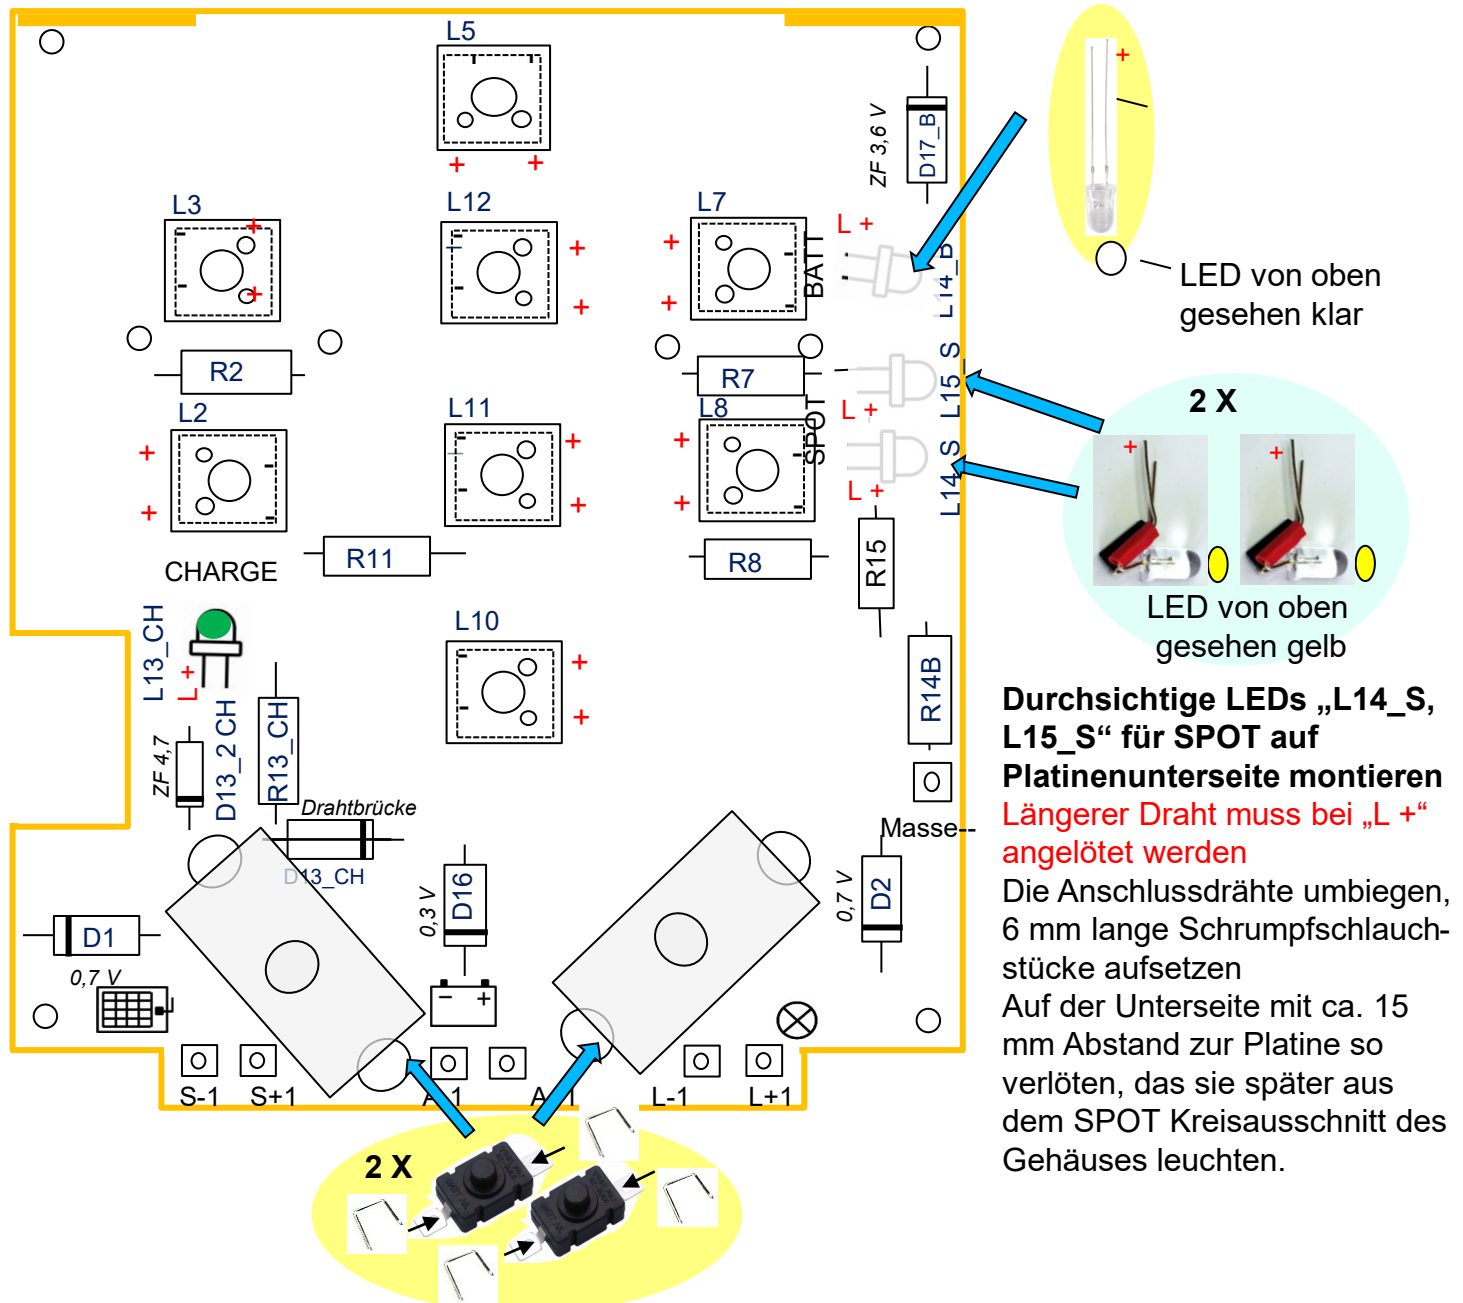 L5
+ +
+
ZF 3,6 V
D17_B
L3
L12
L7
L +
BATT
L14_B
+
+
+
+
+
+
LED von oben
gesehen klar
R2
R7
L15_S
SPOT
L +
2 X
L2
L11
L8
L14_S
L +
+
+
+
+
+
+
+
+
R11
R8
R15
CHARGE
LED von oben
gesehen gelb
L13_CH
L +
L10
+
+
R14B
ZF 4,7
D13_2 CH
R13_CH
Drahtbrücke
D13_CH
Masse--
0,3 V
D16
0,7 V
D2
D1
0,7 V
− +
S-1
S+1
L-1
L+1
2 X
Durchsichtige LEDs „L14_S,
L15_S“ für SPOT auf
Platinenunterseite montieren
Längerer Draht muss bei „L +“
angelötet werden
Die Anschlussdrähte umbiegen,
6 mm lange Schrumpfschlauch-
stücke aufsetzen
Auf der Unterseite mit ca. 15
mm Abstand zur Platine so
verlöten, das sie später aus
dem SPOT Kreisausschnitt des
Gehäuses leuchten.